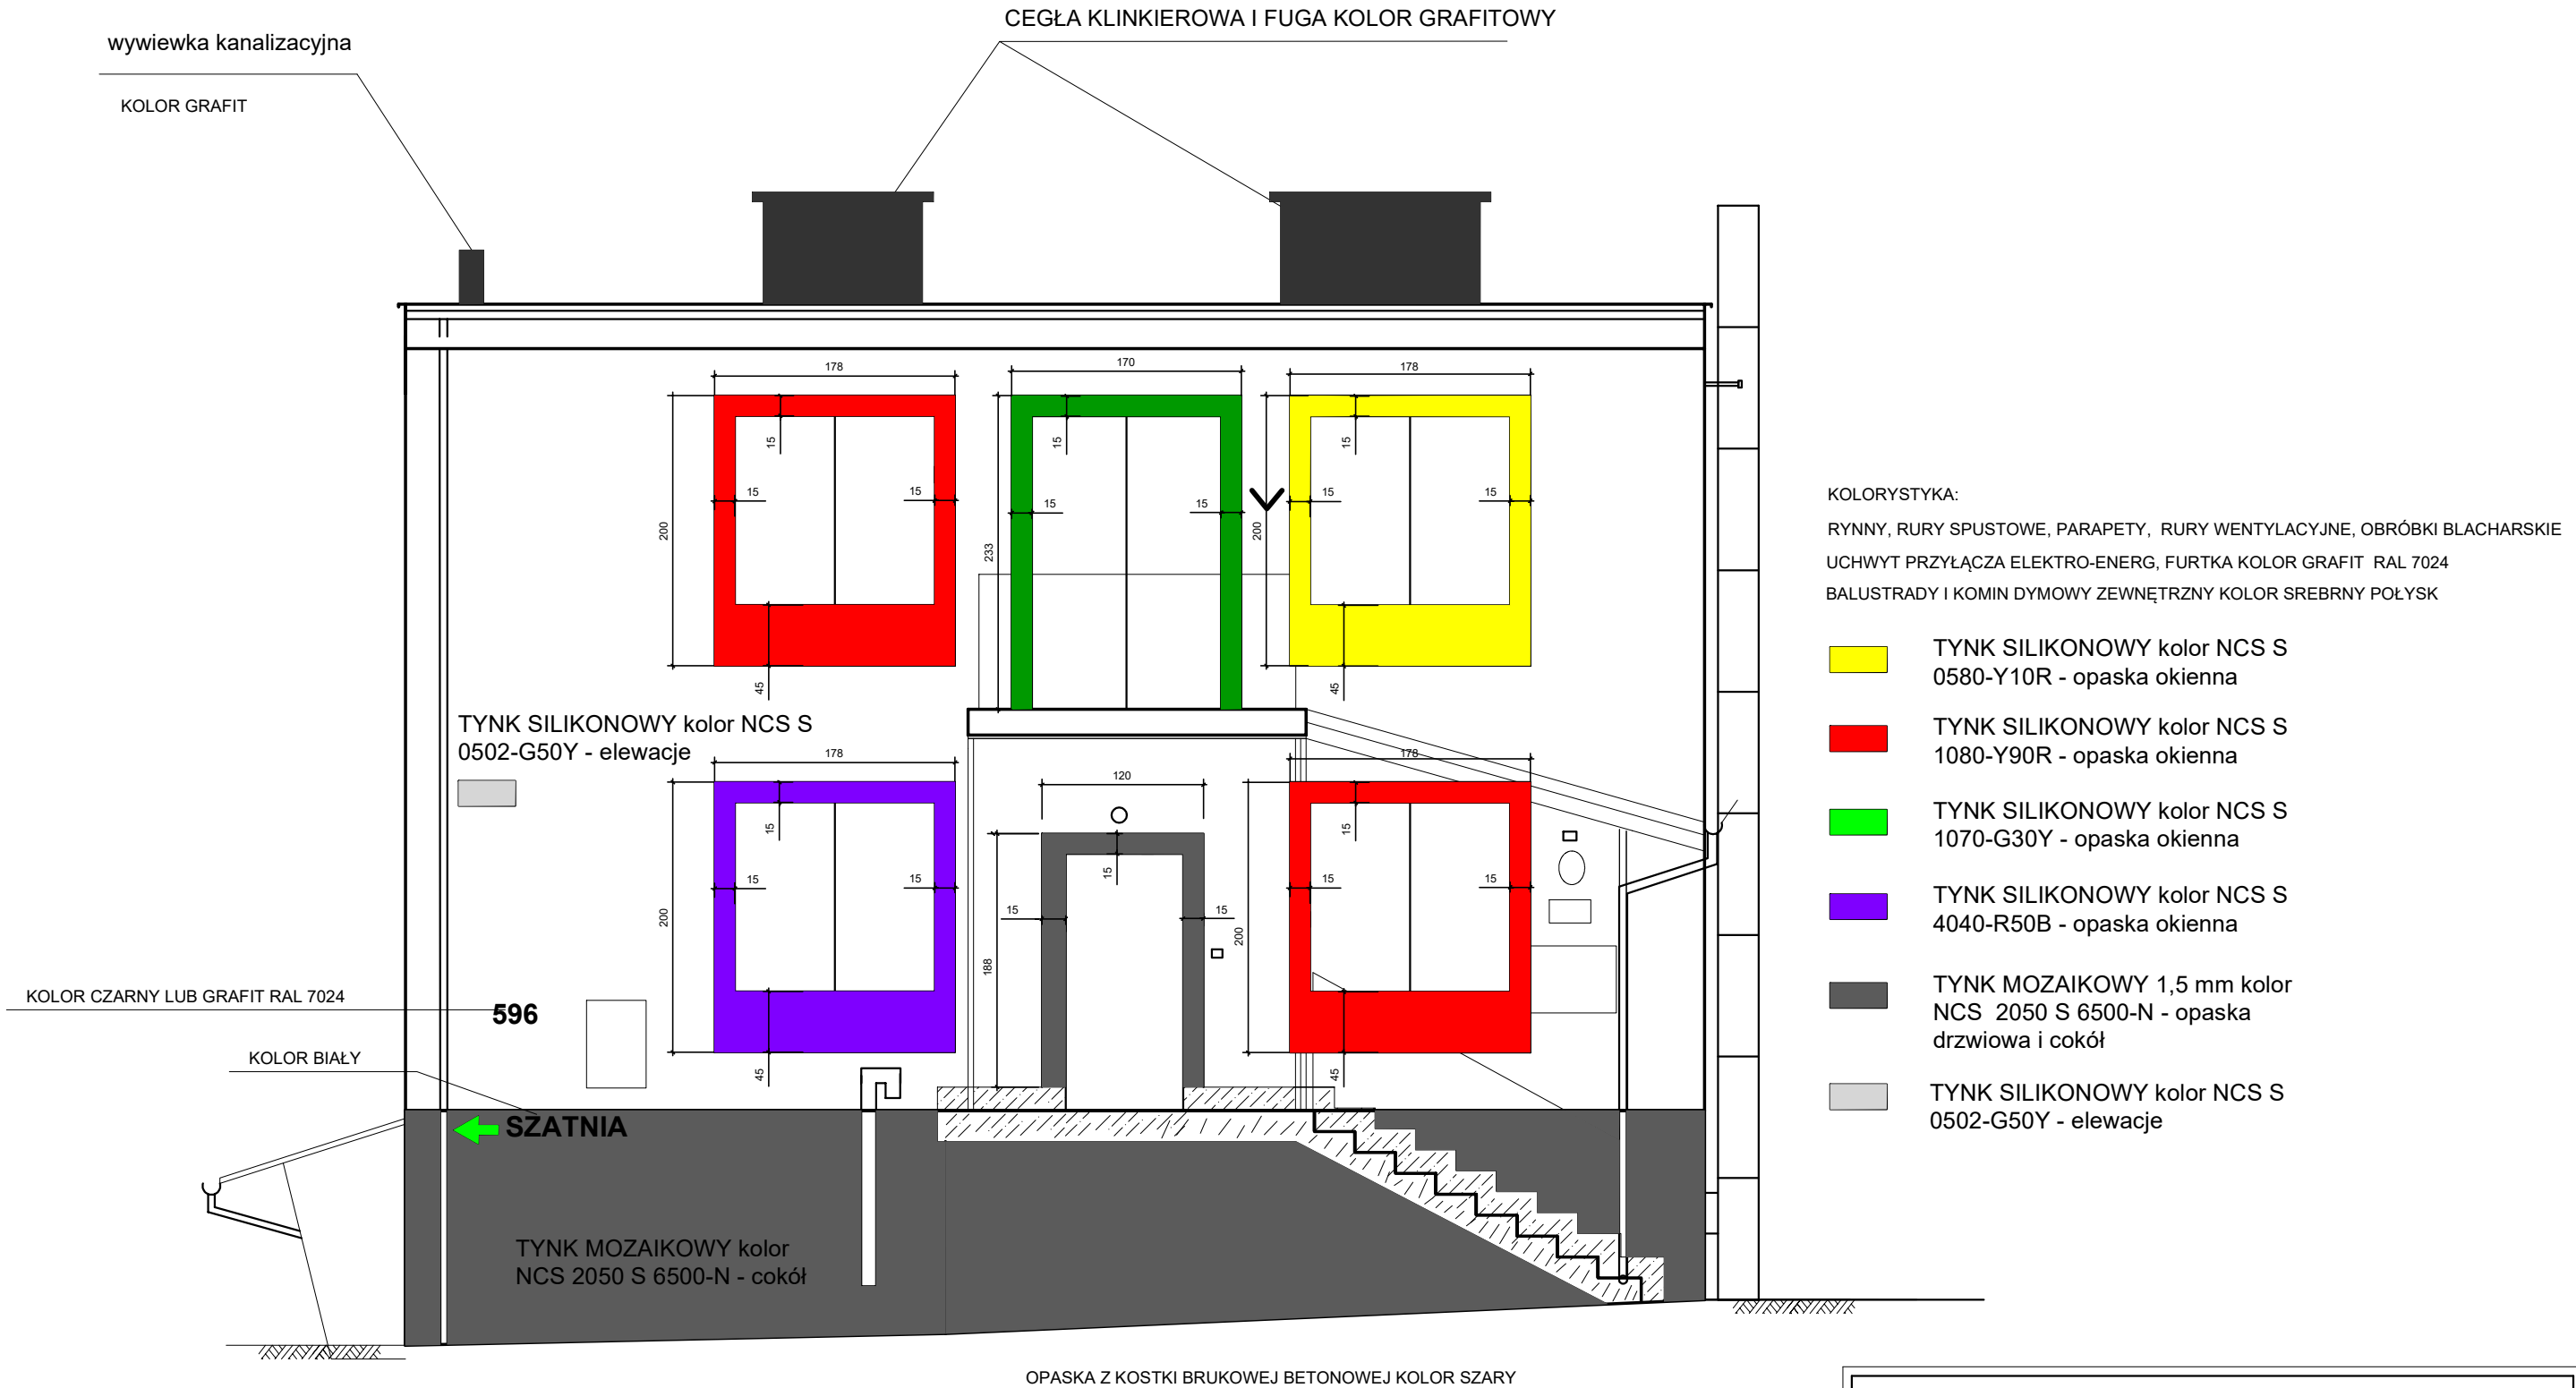 CEGŁA KLINKIEROWA I FUGA KOLOR GRAFITOWY
wywiewka kanalizacyjna
KOLOR GRAFIT
178
170
178
15
15
15
15
15
15
15
15
15
200
233
200
45
45
KOLORYSTYKA:
RYNNY, RURY SPUSTOWE, PARAPETY, RURY WENTYLACYJNE, OBRÓBKI BLACHARSKIE
UCHWYT PRZYŁĄCZA ELEKTRO-ENERG, FURTKA KOLOR GRAFIT RAL 7024
BALUSTRADY I KOMIN DYMOWY ZEWNĘTRZNY KOLOR SREBRNY POŁYSK
TYNK SILIKONOWY kolor NCS S
0580-Y10R - opaska okienna
TYNK SILIKONOWY kolor NCS S
1080-Y90R - opaska okienna
TYNK SILIKONOWY kolor NCS S
1070-G30Y - opaska okienna
TYNK SILIKONOWY kolor NCS S
4040-R50B - opaska okienna
TYNK MOZAIKOWY 1,5 mm kolor
NCS 2050 S 6500-N - opaska
drzwiowa i cokół
TYNK SILIKONOWY kolor NCS S
0502-G50Y - elewacje
TYNK SILIKONOWY kolor NCS S
0502-G50Y - elewacje
178
120
178
15
15
15
15
15
15
15
15
15
200
188
200
45
45
KOLOR CZARNY LUB GRAFIT RAL 7024
596
KOLOR BIAŁY
SZATNIA
TYNK MOZAIKOWY kolor
NCS 2050 S 6500-N - cokół
OPASKA Z KOSTKI BRUKOWEJ BETONOWEJ KOLOR SZARY